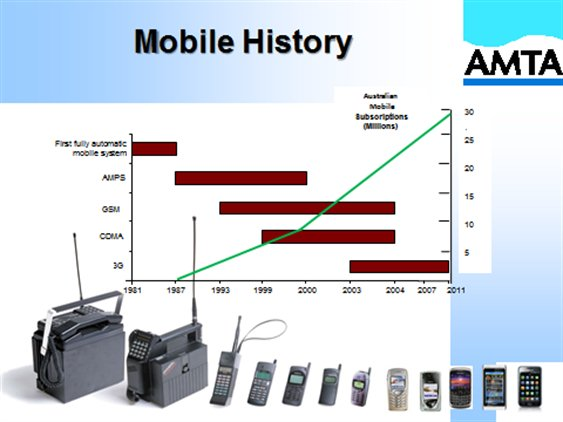 Mobile History
AMTA
Australian
Mobile
Subscriptions
(Millions)
30
25
20
15
10
5
First fully automatic
mobile system
AMPS
GSM
CDMA
3G
1981 1987 1993 1999 2000 2003 2004 2007 2011